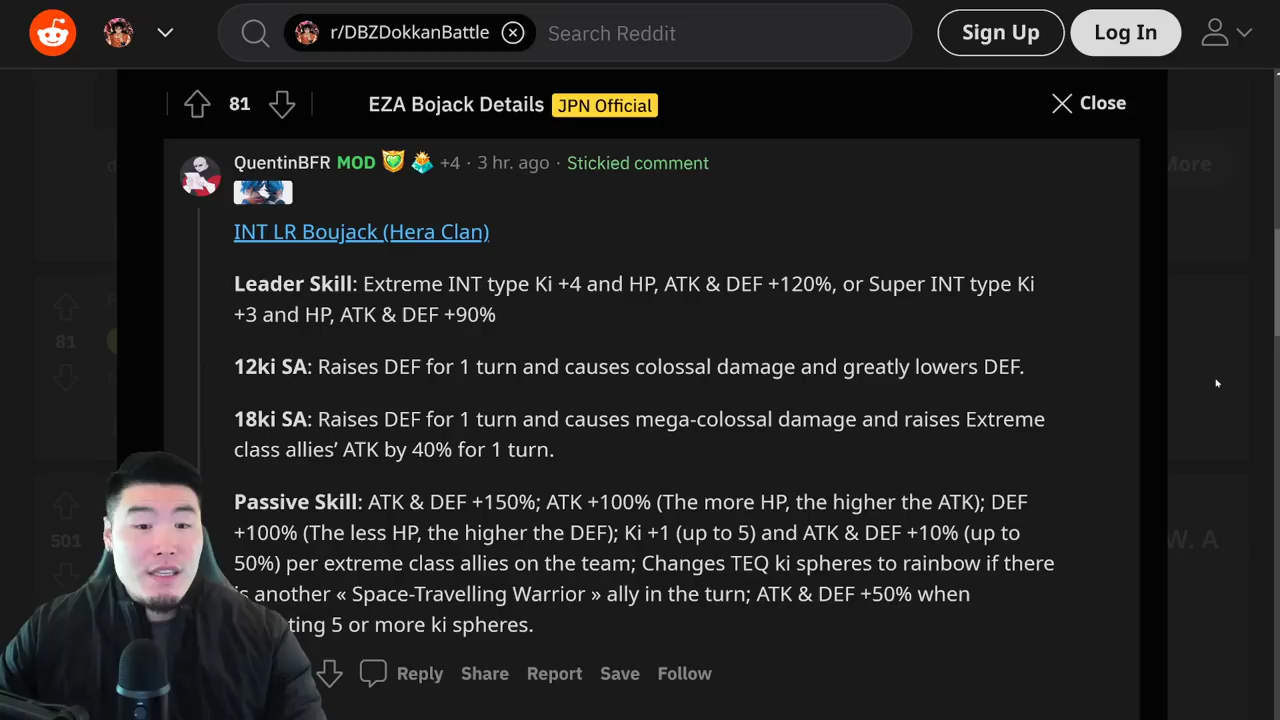 r/DBZDokkanBattle
Search Reddit
Sign Up
Log In
81
EZA Bojack Details
JPN Official
Close
QuentinBFR MOD +4 · 3 hr. ago · Stickied comment
More
INT LR Boujack (Hera Clan)
Leader Skill: Extreme INT type Ki +4 and HP, ATK & DEF +120%, or Super INT type Ki
+3 and HP, ATK & DEF +90%
81
12ki SA: Raises DEF for 1 turn and causes colossal damage and greatly lowers DEF.
18ki SA: Raises DEF for 1 turn and causes mega-colossal damage and raises Extreme
class allies’ ATK by 40% for 1 turn.
Passive Skill: ATK & DEF +150%; ATK +100% (The more HP, the higher the ATK); DEF
+100% (The less HP, the higher the DEF); Ki +1 (up to 5) and ATK & DEF +10% (up to
501
W. A
50%) per extreme class allies on the team; Changes TEQ ki spheres to rainbow if there
s another « Space-Travelling Warrior » ally in the turn; ATK & DEF +50% when
ting 5 or more ki spheres.
Reply
Share
Report
Save
Follow